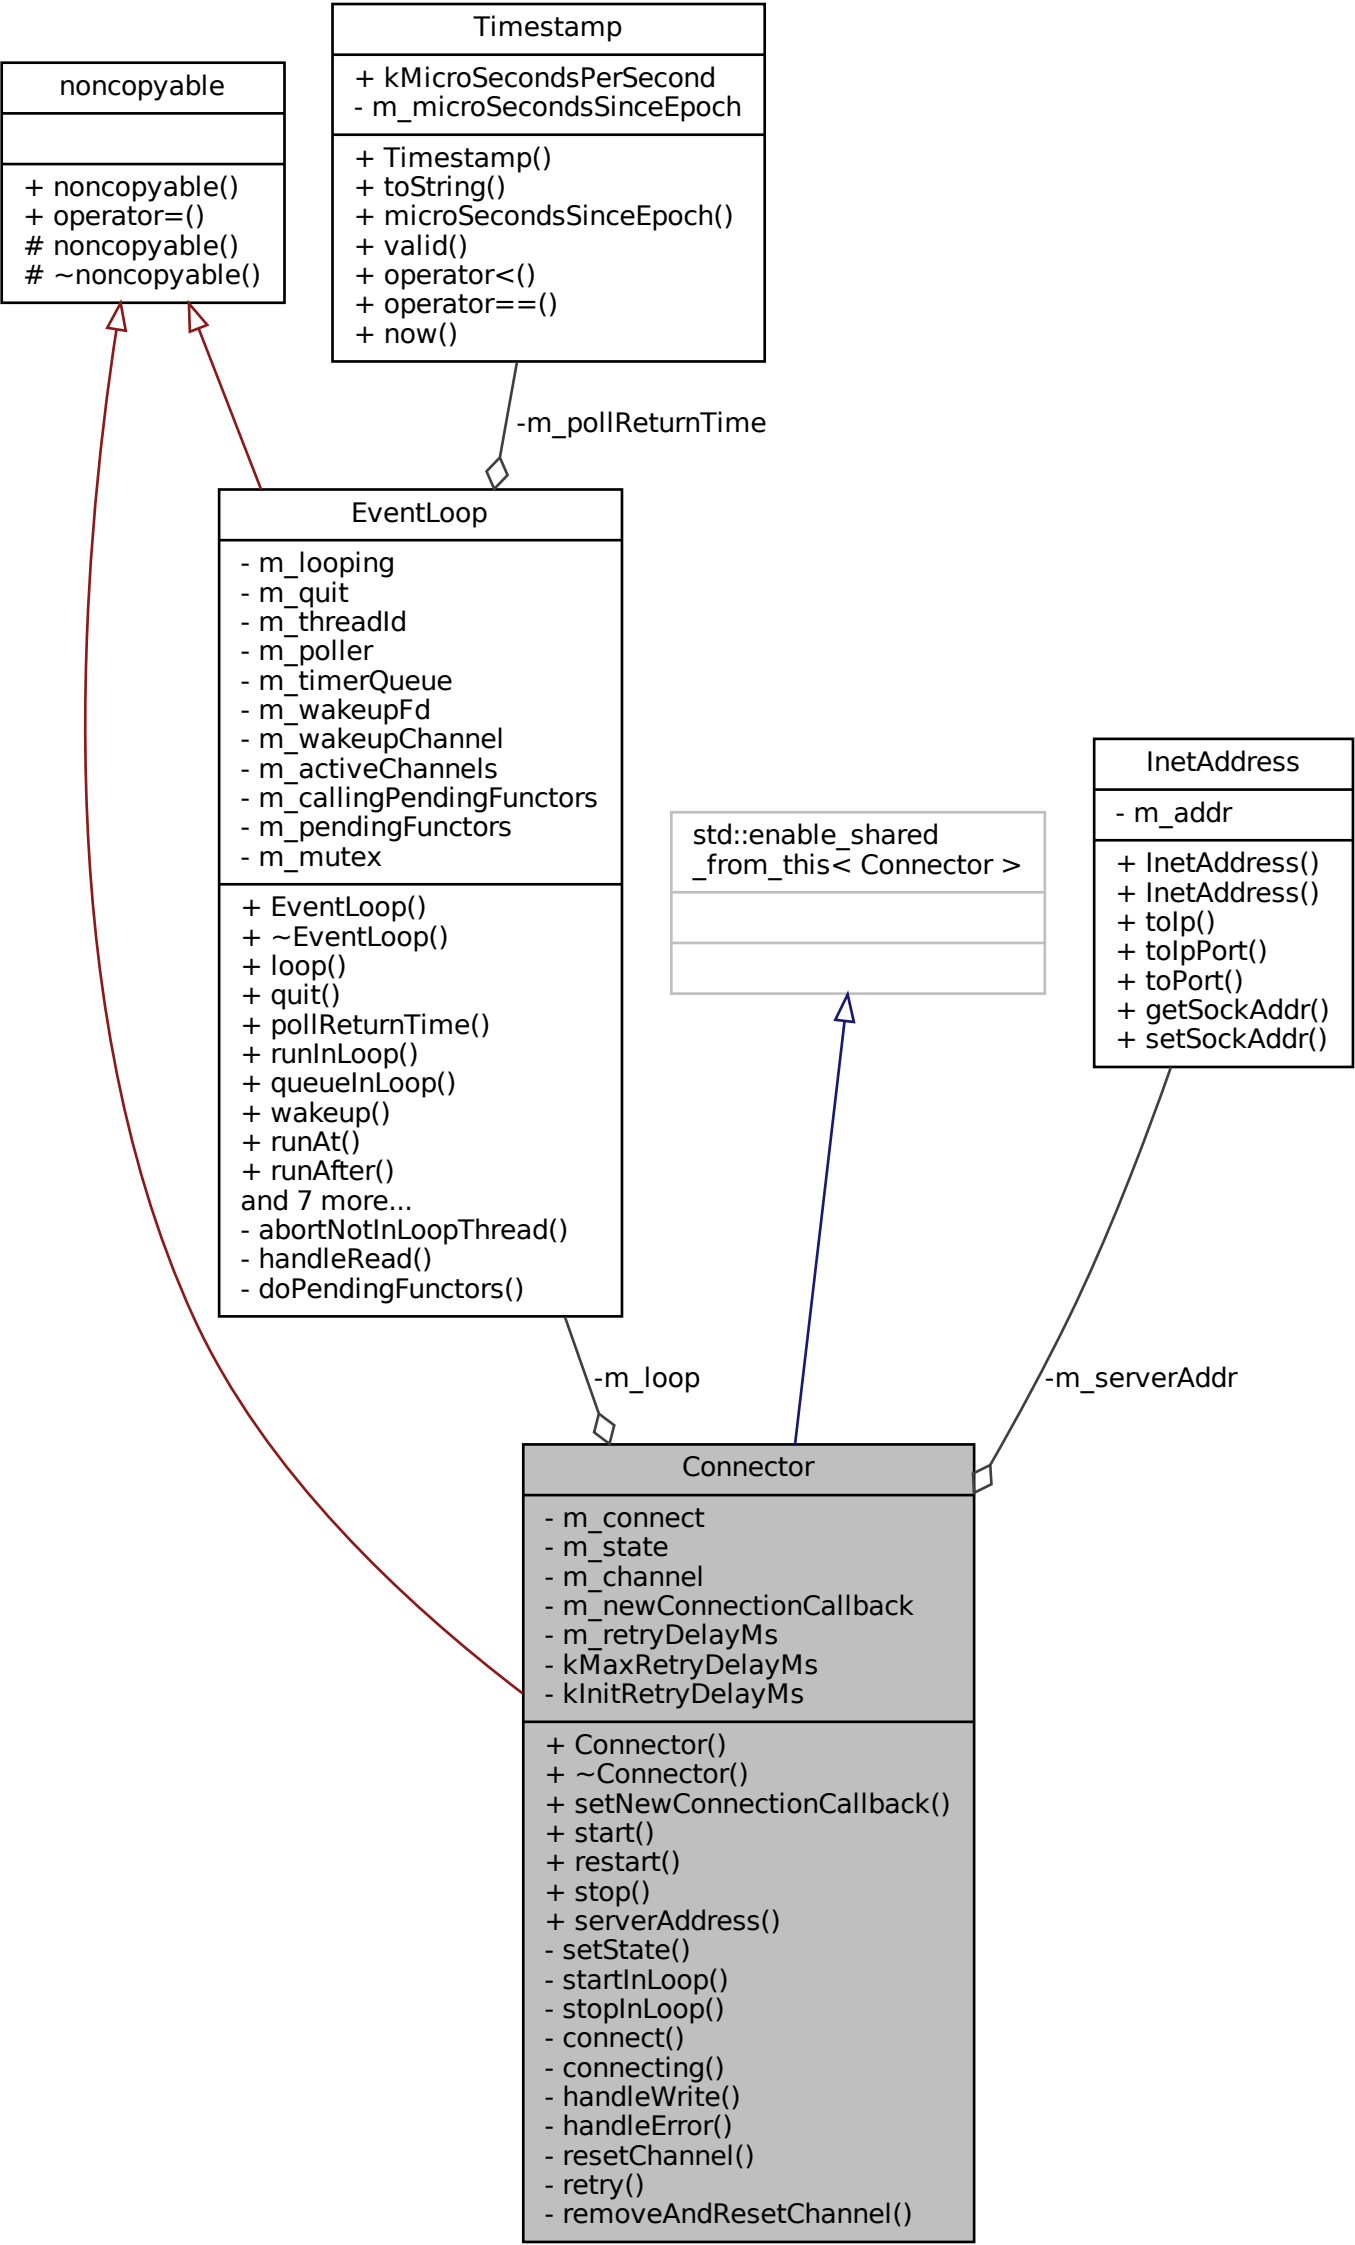 Timestamp
+ kMicroSecondsPerSecond
- m_microSecondsSinceEpoch
+ Timestamp()
+ toString()
+ microSecondsSinceEpoch()
+ valid()
+ operator<()
+ operator==()
+ now()
noncopyable
+ noncopyable()
+ operator=()
# noncopyable()
# ~noncopyable()
-m_pollReturnTime
EventLoop
- m_looping
- m_quit
- m_threadId
- m_poller
- m_timerQueue
- m_wakeupFd
- m_wakeupChannel
- m_activeChannels
- m_callingPendingFunctors
- m_pendingFunctors
- m_mutex
+ EventLoop()
+ ~EventLoop()
+ loop()
+ quit()
+ pollReturnTime()
+ runInLoop()
+ queueInLoop()
+ wakeup()
+ runAt()
+ runAfter()
and 7 more...
- abortNotInLoopThread()
- handleRead()
- doPendingFunctors()
std::enable_shared
_from_this< Connector >
InetAddress
- m_addr
+ InetAddress()
+ InetAddress()
+ toIp()
+ toIpPort()
+ toPort()
+ getSockAddr()
+ setSockAddr()
-m_loop
-m_serverAddr
Connector
- m_connect
- m_state
- m_channel
- m_newConnectionCallback
- m_retryDelayMs
- kMaxRetryDelayMs
- kInitRetryDelayMs
+ Connector()
+ ~Connector()
+ setNewConnectionCallback()
+ start()
+ restart()
+ stop()
+ serverAddress()
- setState()
- startInLoop()
- stopInLoop()
- connect()
- connecting()
- handleWrite()
- handleError()
- resetChannel()
- retry()
- removeAndResetChannel()